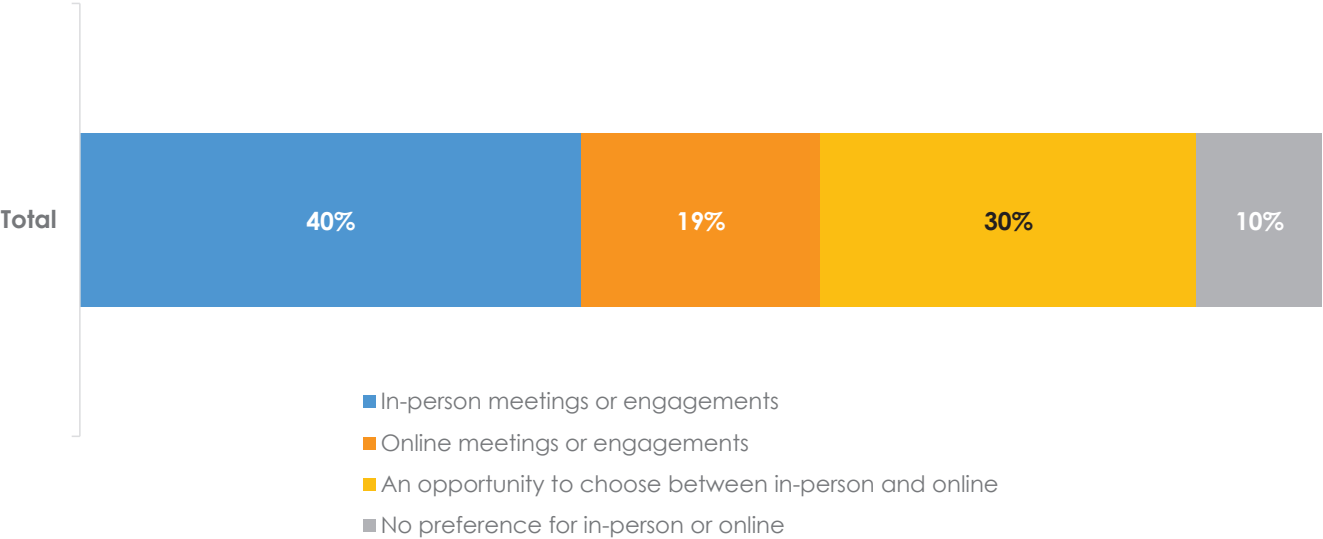 Total
40%
19%
30%
10%
In-person meetings or engagements
Online meetings or engagements
An opportunity to choose between in-person and online
No preference for in-person or online